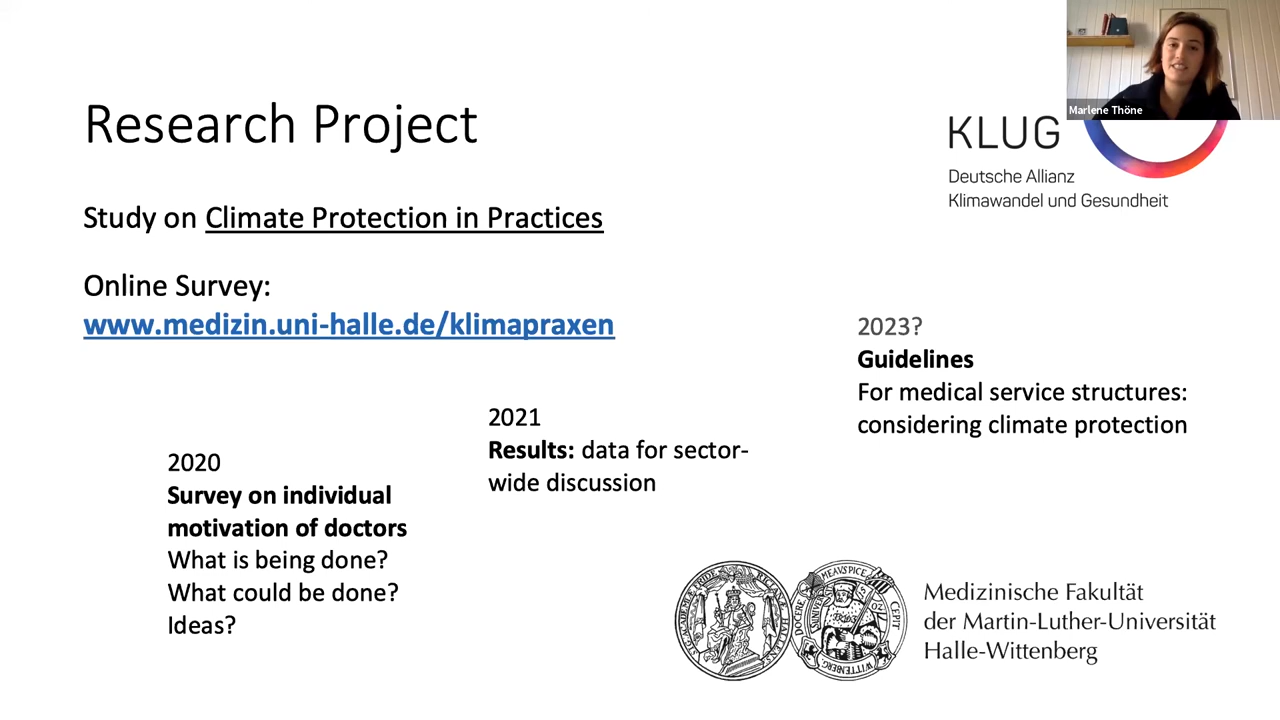 Marlene Thöne
Research Project
KLUG
Deutsche Allianz
Klimawandel und Gesundheit
Study on Climate Protection in Practices
Online Survey:
www.medizin.uni-halle.de/klimapraxen
2023?
Guidelines
For medical service structures:
considering climate protection
2021
Results: data for sector-
wide discussion
2020
Survey on individual
motivation of doctors
What is being done?
What could be done?
Ideas?
Medizinische Fakultät
der Martin-Luther-Universität
Halle-Wittenberg